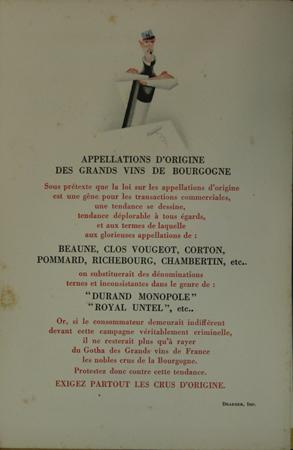 APPELLATIONS D'ORIGINE
DES GRANDS VINS DE BOURGOGNE
Sous prétexte que la loi sur les appellations d'origine
est une gêne pour les transactions commerciales,
une tendance se dessine,
tendance déplorable à tous égards,
et aux termes de laquelle
aux glorieuses appellations de :
BEAUNE, CLOS VOUGEOT, CORTON,
POMMARD, RICHEBOURG, CHAMBERTIN, etc..
on substituerait des dénominations
ternes et inconsistantes dans le genre de :
"DURAND MONOPOLE"
"ROYAL UNTEL", etc..
Or, si le consommateur demeurait indifférent
devant cette campagne véritablement criminelle,
il ne resterait plus qu'à rayer
du Gotha des Grands vins de France
les nobles crus de la Bourgogne.
Protestez donc contre cette tendance.
EXIGEZ PARTOUT LES CRUS D'ORIGINE.
DRAEGER, IMP.